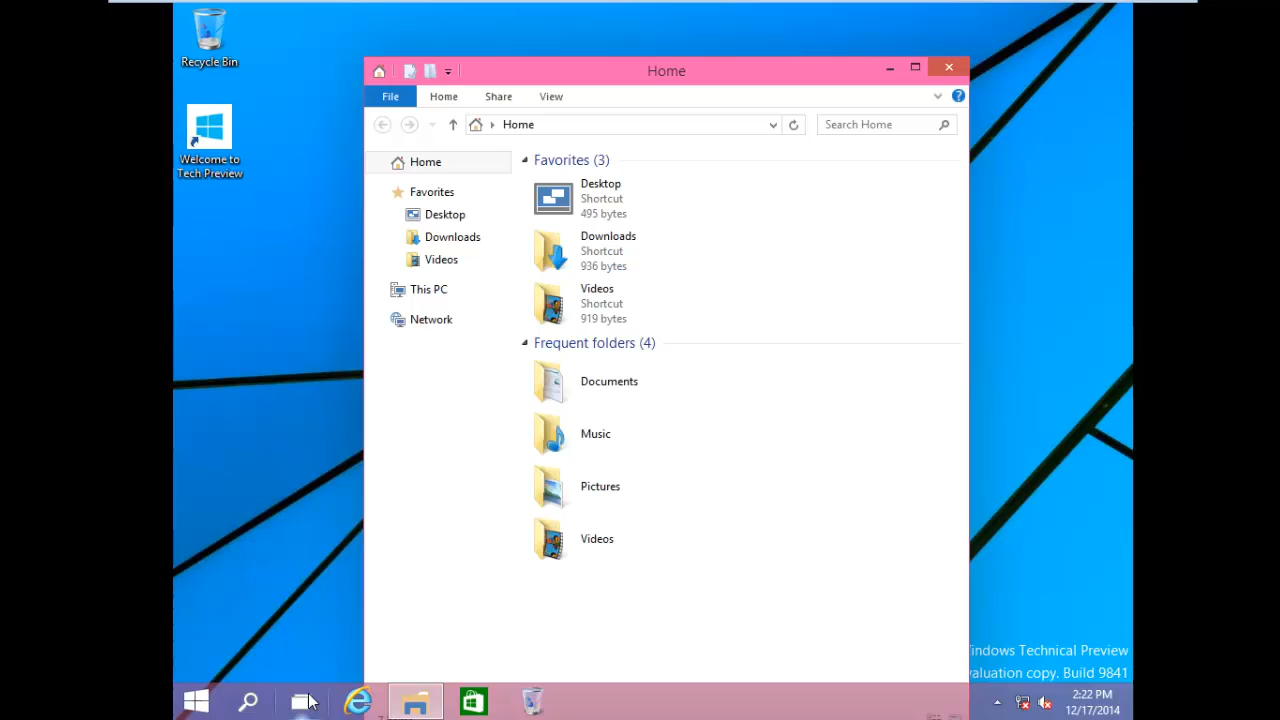 Recycle Bin
Welcome to
Tech Preview
Home
File
Home
Share
View
Home
Search Home
Home
Favorites
Desktop
Downloads
Videos
This PC
Network
Favorites (3)
Desktop
Shortcut
495 bytes
Downloads
Shortcut
936 bytes
Videos
Shortcut
919 bytes
Frequent folders (4)
Documents
Music
Pictures
Videos
indows Technical Preview
valuation copy. Build 9841
2:22 PM
12/17/2014